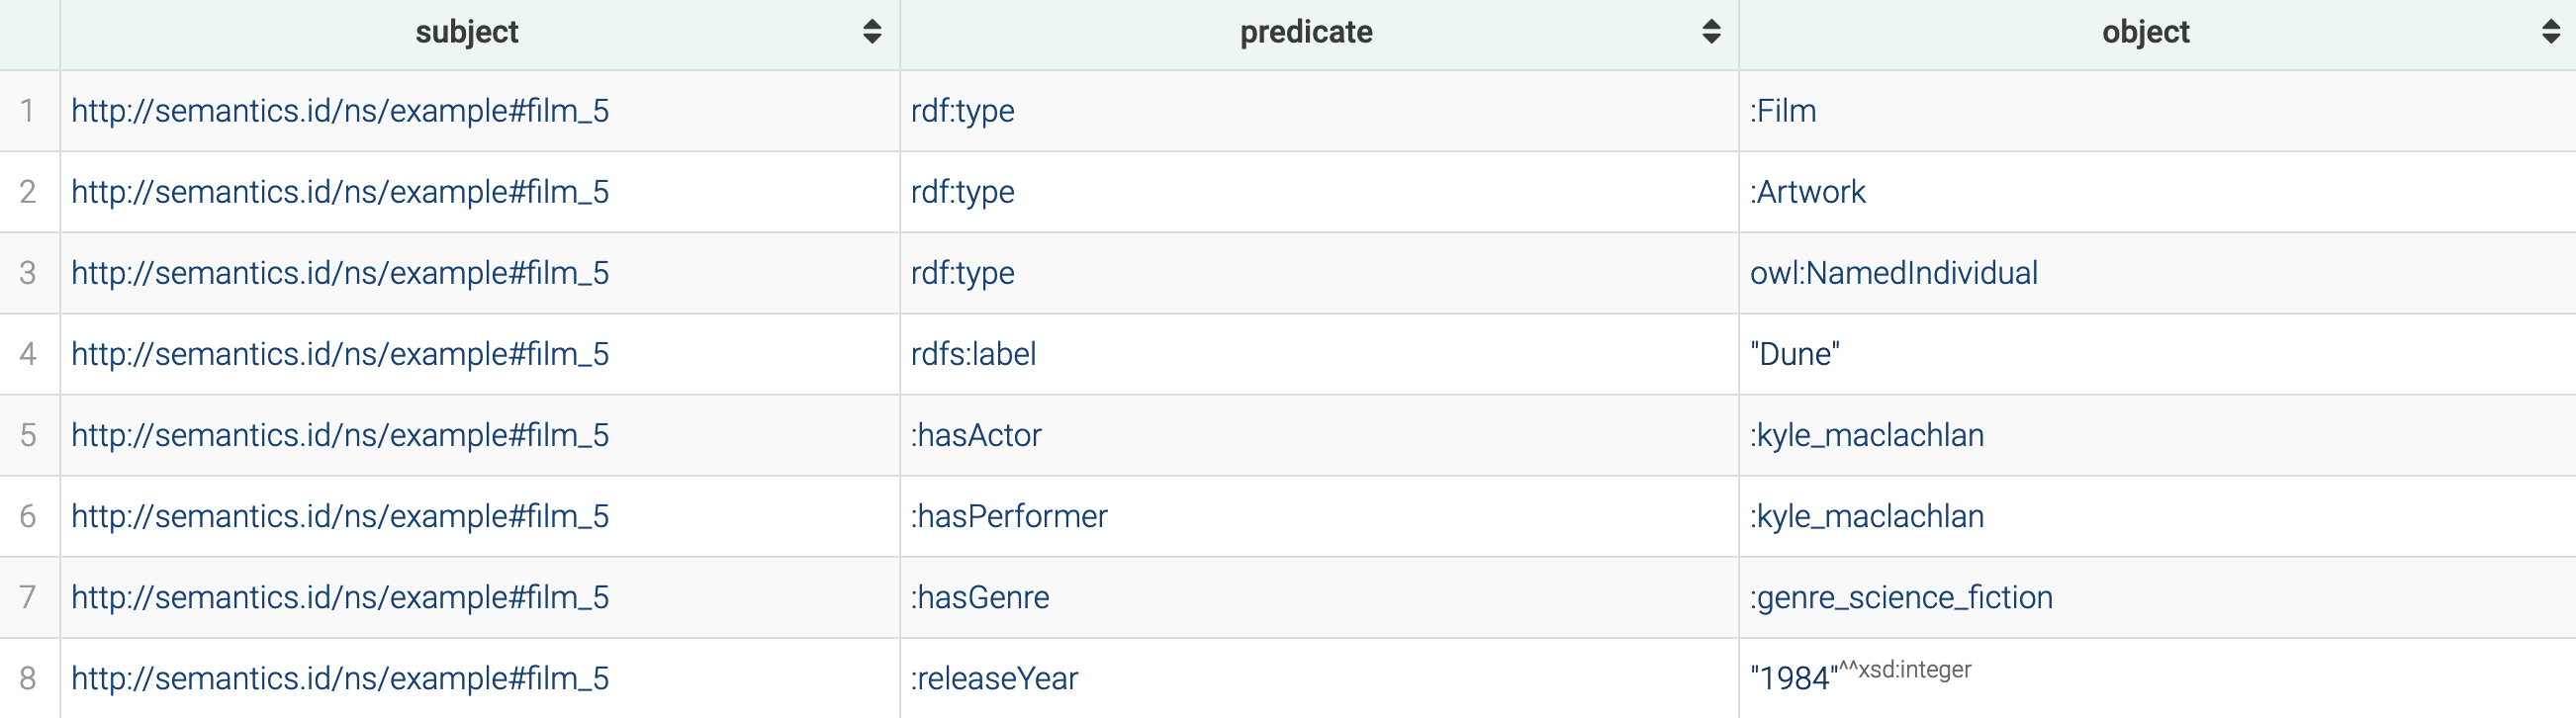 subject predicate object
1 http://semantics.id/ns/example#film_5 rdf:type :Film
2 http://semantics.id/ns/example#film_5 rdf:type :Artwork
3 http://semantics.id/ns/example#film_5 rdf:type owl:NamedIndividual
4 http://semantics.id/ns/example#film_5 rdfs:label "Dune"
5 http://semantics.id/ns/example#film_5 :hasActor :kyle_maclachlan
6 http://semantics.id/ns/example#film_5 :hasPerformer :kyle_maclachlan
7 http://semantics.id/ns/example#film_5 :hasGenre :genre_science_fiction
8 http://semantics.id/ns/example#film_5 :releaseYear "1984"^^xsd:integer